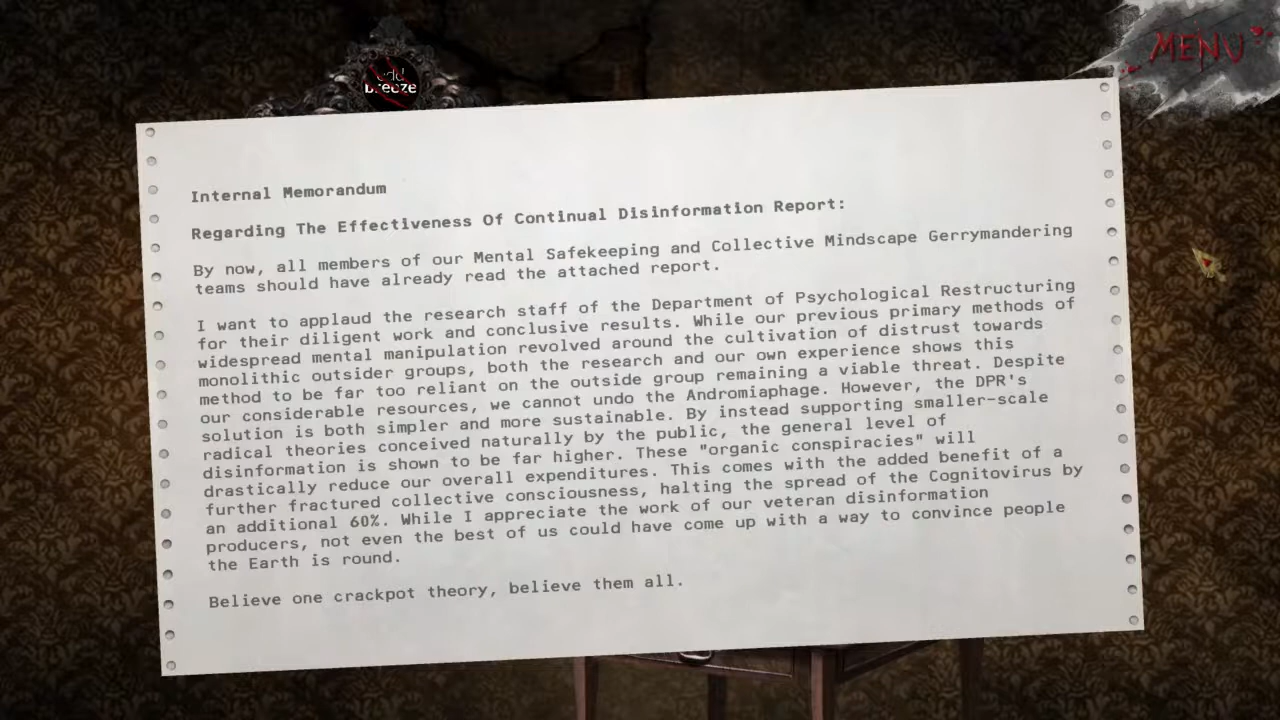 MENU
odd
breeze
Internal Memorandum
Regarding The Effectiveness Of Continual Disinformation Report:
By now, all members of our Mental Safekeeping and Collective Mindscape Gerrymandering
teams should have already read the attached report.
I want to applaud the research staff of the Department of Psychological Restructuring
for their diligent work and conclusive results. While our previous primary methods of
widespread mental manipulation revolved around the cultivation of distrust towards
monolithic outsider groups, both the research and our own experience shows this
method to be far too reliant on the outside group remaining a viable threat. Despite
our considerable resources, we cannot undo the Andromiaphage. However, the DPR's
solution is both simpler and more sustainable. By instead supporting smaller-scale
radical theories conceived naturally by the public, the general level of
disinformation is shown to be far higher. These "organic conspiracies" will
drastically reduce our overall expenditures. This comes with the added benefit of a
further fractured collective consciousness, halting the spread of the Cognitovirus by
an additional 60%. While I appreciate the work of our veteran disinformation
producers, not even the best of us could have come up with a way to convince people
the Earth is round.
Believe one crackpot theory, believe them all.